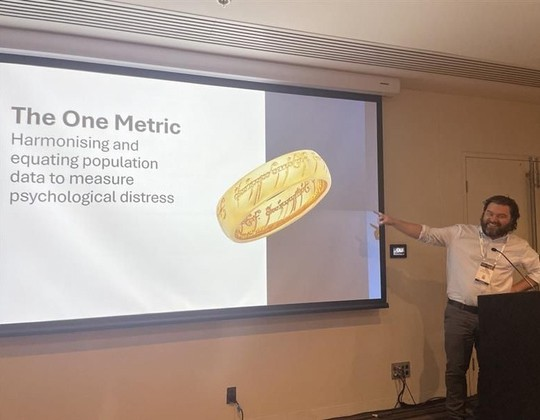 The One Metric
Harmonising and
equating population
data to measure
psychological distress